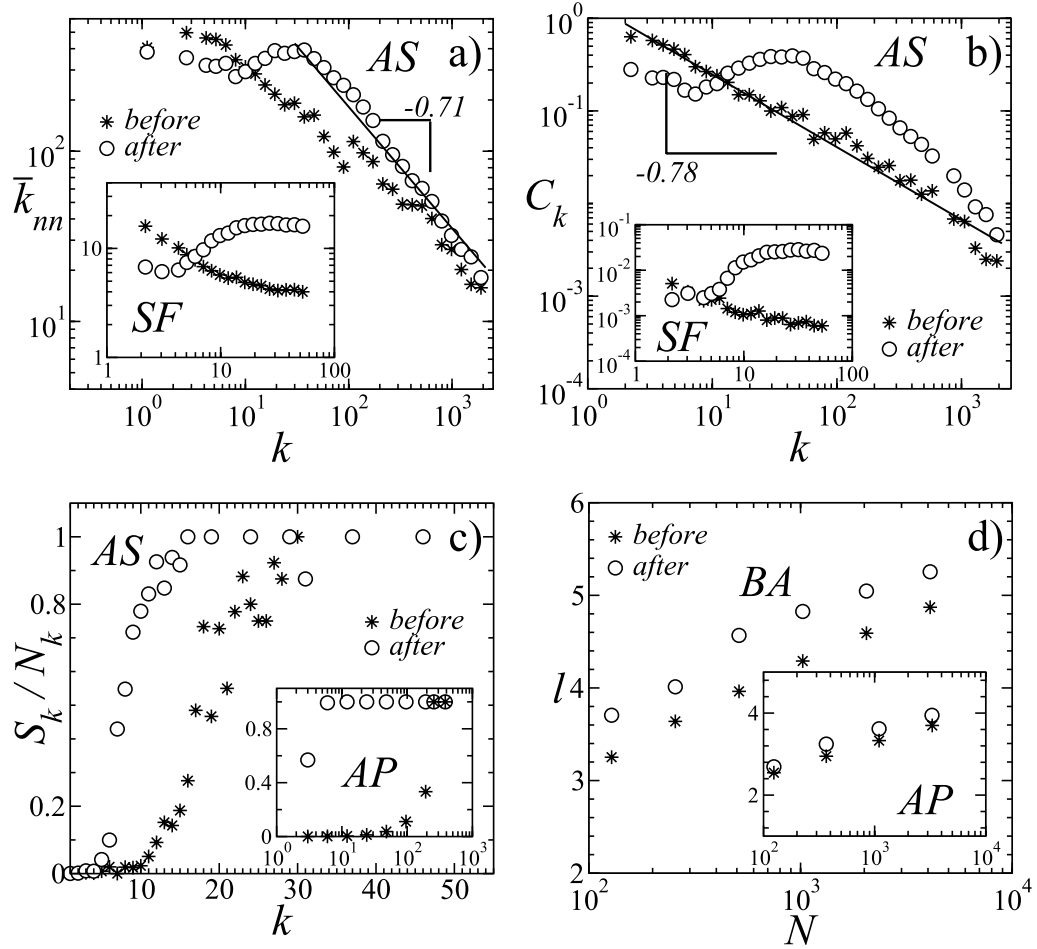 AS a)
-0.71
before
after
10^2
k̄_nn
10
SF
10^1
1
1 10 100
10^0 10^1 10^2 10^3
k
10^0
AS b)
10^-1
-0.78
C_k
10^-1
10^-2
10^-3
10^-3
SF
before
after
10^-4
1 10 100
10^-4
10^0 10^1 10^2 10^3
k
1
AS c)
0.8
before
after
S_k / N_k
0.8
AP
0.4
0.2
0
10^0 10^1 10^2 10^3
0
10 20 30 40 50
k
6
before
after
d)
BA
5
l
4
4
AP
2
3
10^2 10^3 10^4
2
10^2 10^3 10^4
N